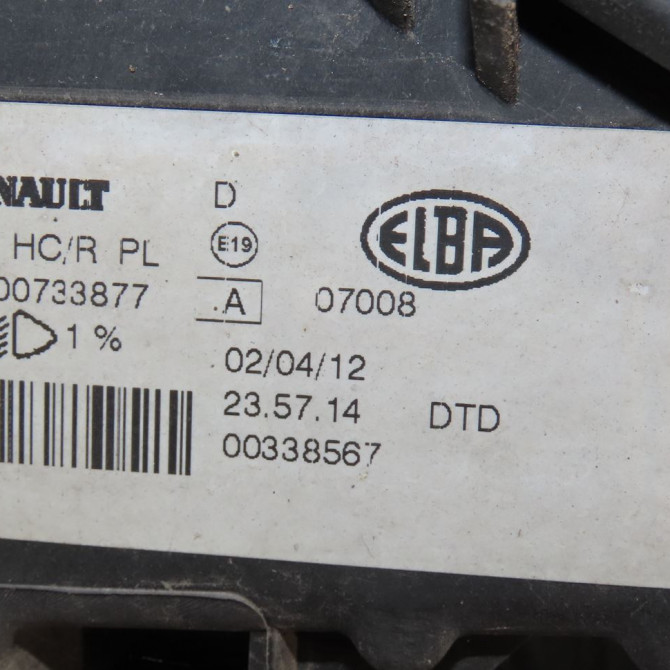 NAULT D ELBA
HC/R PL E19
00733877 A 07008
1 %
02/04/12
23.57.14 DTD
00338567